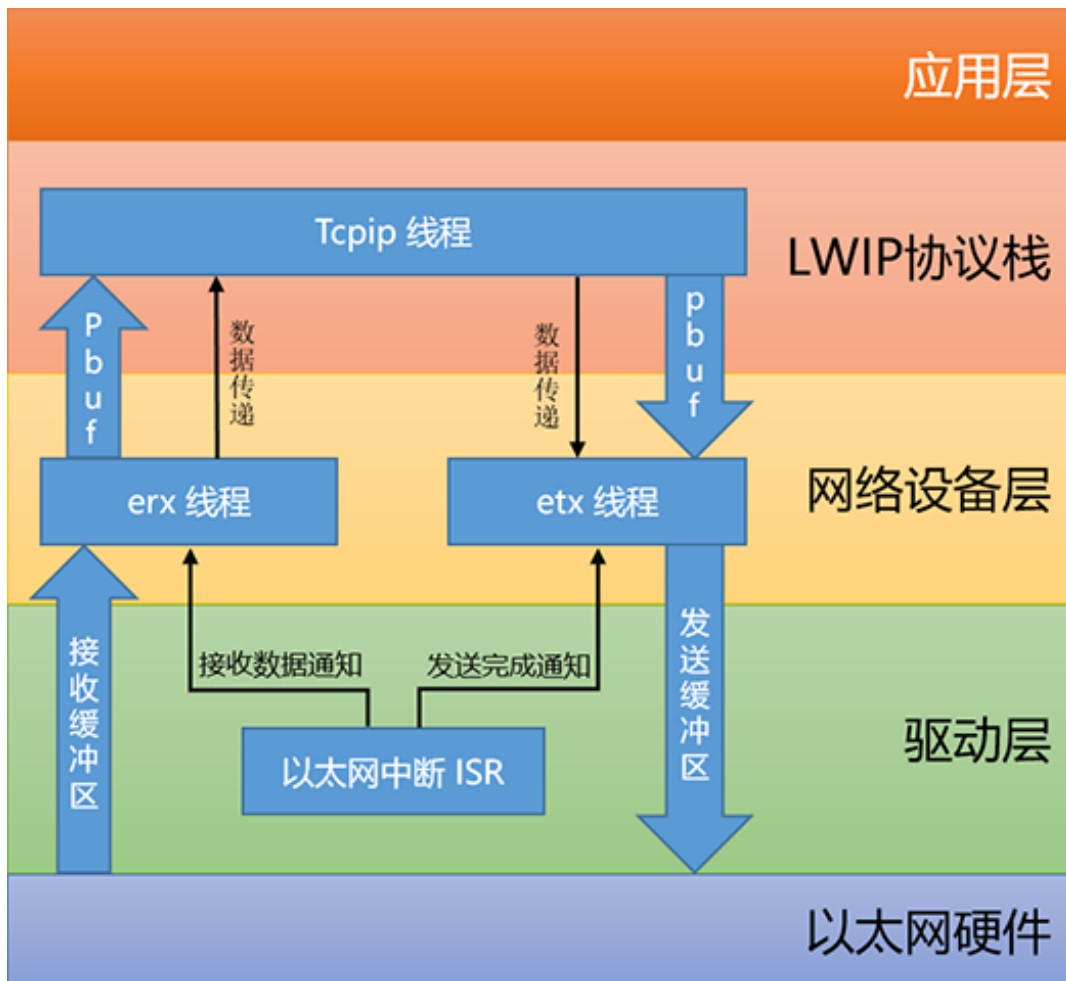 应用层
Tcpip 线程
LWIP协议栈
Pbuf
数据传递
数据传递
pbuf
erx 线程
etx 线程
网络设备层
接收缓冲区
接收数据通知
发送完成通知
发送缓冲区
以太网中断 ISR
驱动层
以太网硬件